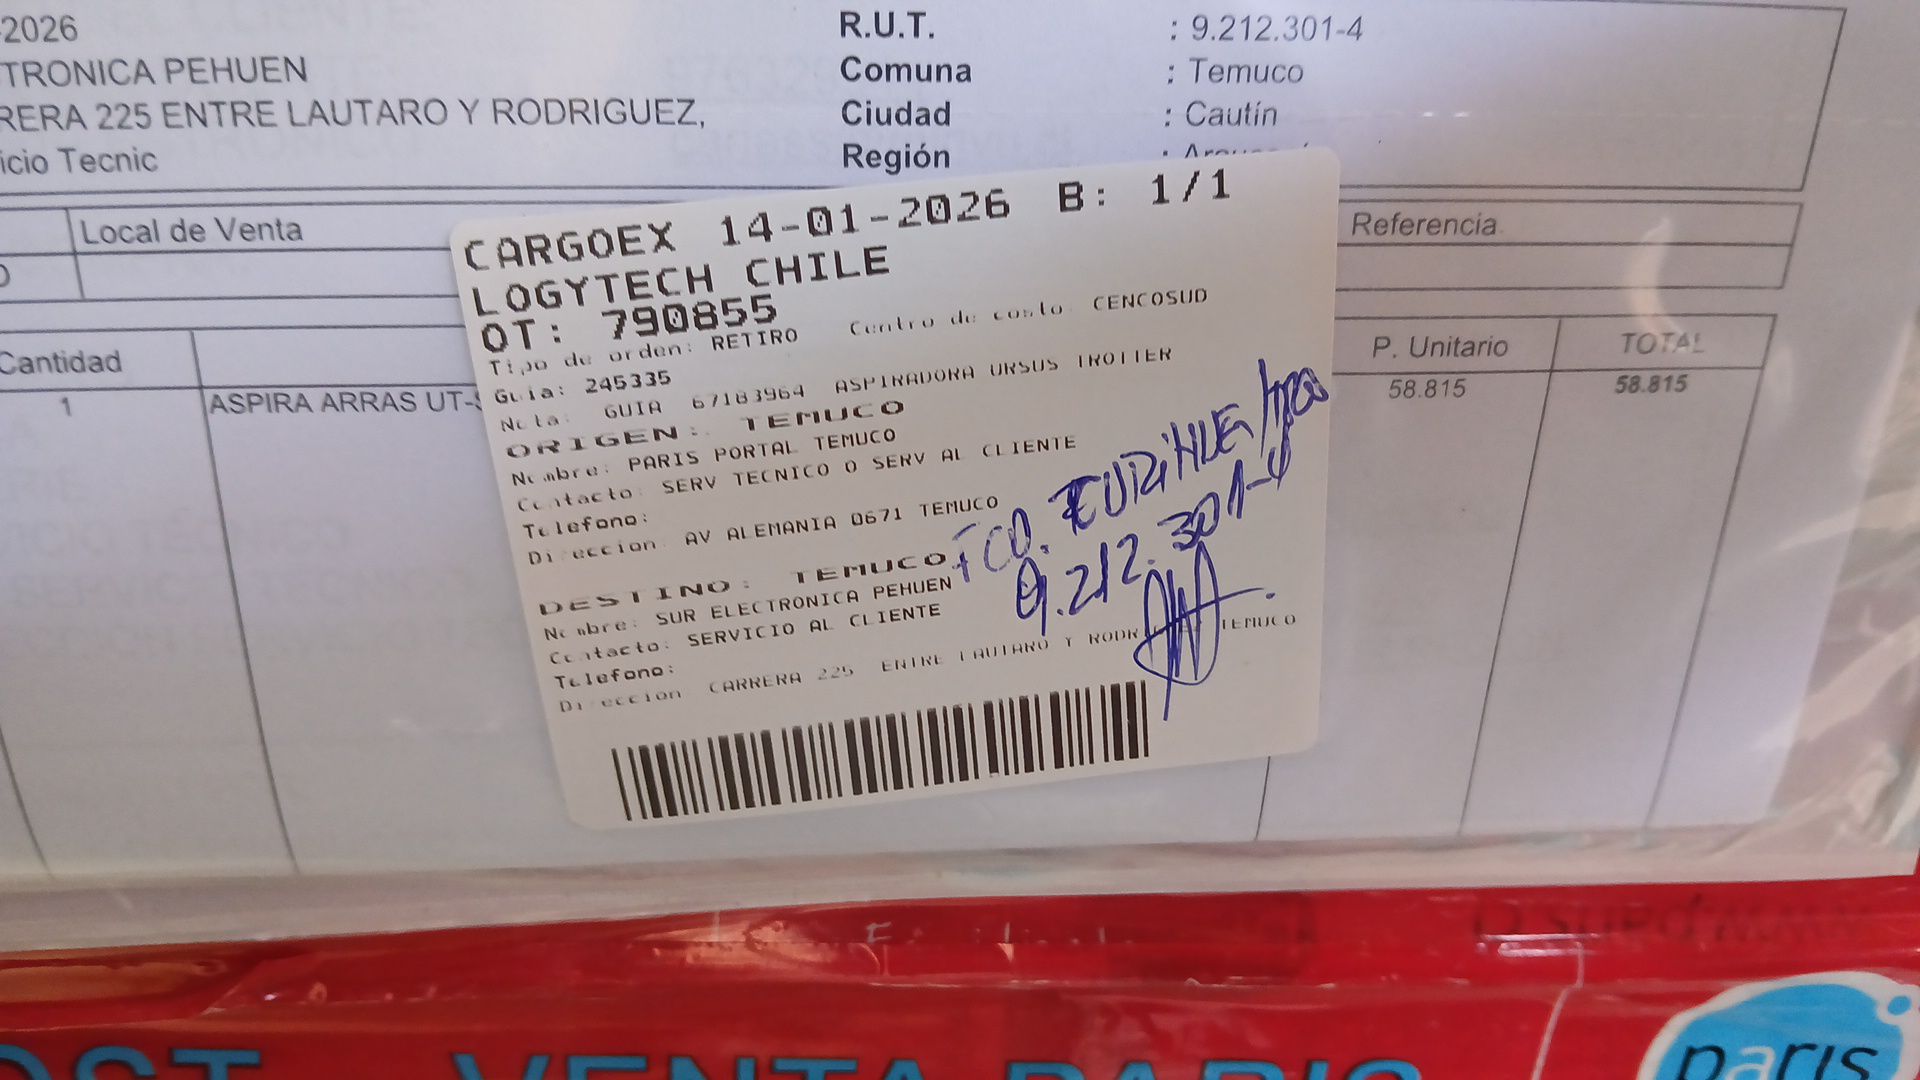 -2026
TRONICA PEHUEN
RERA 225 ENTRE LAUTARO Y RODRIGUEZ,
icio Tecnic
R.U.T. : 9.212.301-4
Comuna : Temuco
Ciudad : Cautín
Región :
Local de Venta
Referencia
Cantidad
P. Unitario
TOTAL
1
ASPIRA ARRAS UT-
58.815
58.815
CARGOEX 14-01-2026 B: 1/1
LOGYTECH CHILE
OT: 790855
Tipo de orden: RETIRO Centro de costo: CENCOSUD
Guia: 245335
Nota: GUIA 67183964 ASPIRADORA URSUS TROTTER
ORIGEN: TEMUCO
Nombre: PARIS PORTAL TEMUCO
Contacto: SERV TECNICO O SERV AL CLIENTE
Telefono:
Direccion: AV ALEMANIA 0671 TEMUCO
DESTINO: TEMUCO
Nombre: SUR ELECTRONICA PEHUEN
Contacto: SERVICIO AL CLIENTE
Telefono:
Direccion: CARRERA 225 ENTRE LAUTARO Y RODR TEMUCO
FCO.
9.212.301-4
OST VENTA PARIS
paris